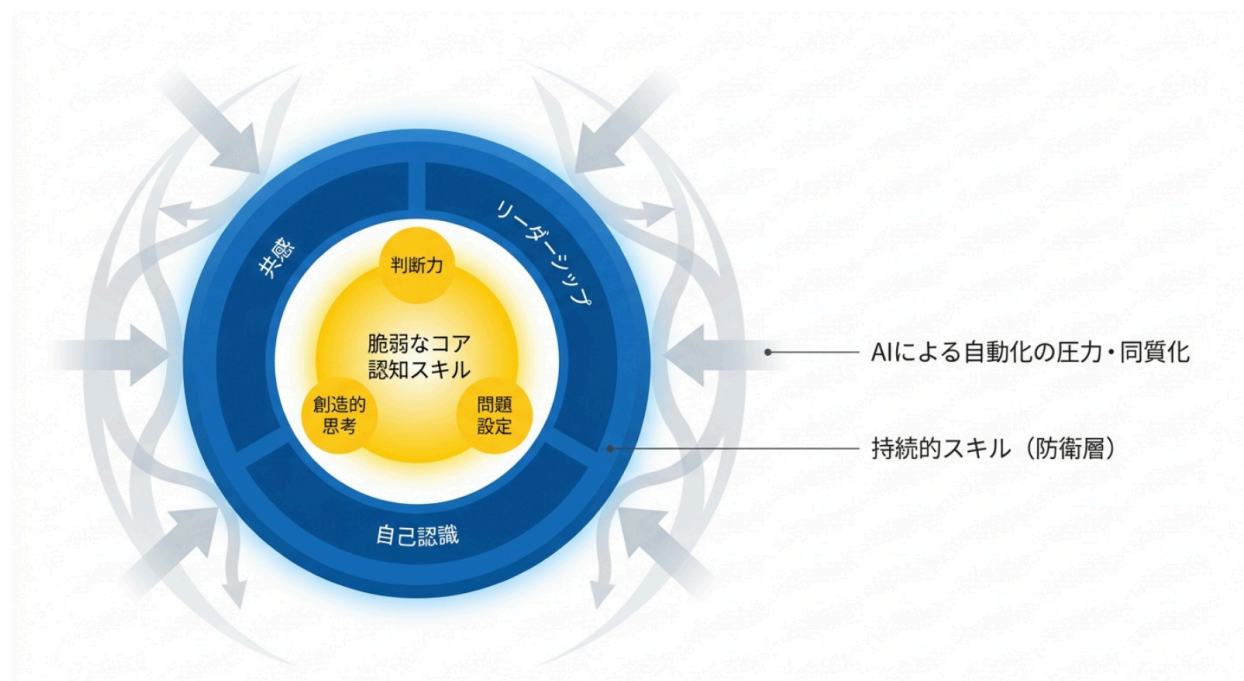 共感
リーダーシップ
判断力
脆弱なコア
認知スキル
創造的
思考
問題
設定
自己認識
AIによる自動化の圧力・同質化
持続的スキル（防衛層）